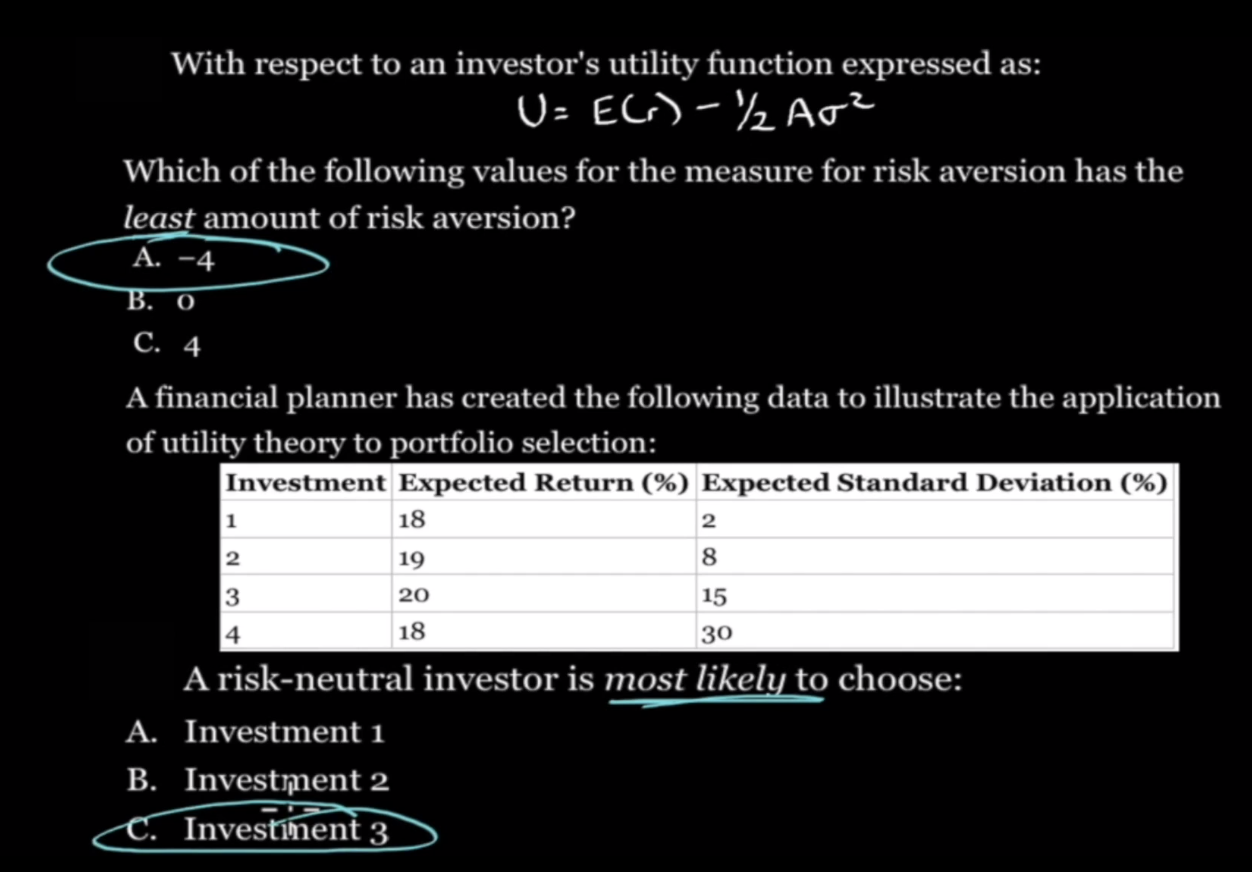 With respect to an investor's utility function expressed as:
U = E(r) - ½ Aσ²
Which of the following values for the measure for risk aversion has the
least amount of risk aversion?
A. −4
B. 0
C. 4
A financial planner has created the following data to illustrate the application
of utility theory to portfolio selection:
Investment Expected Return (%) Expected Standard Deviation (%)
1 18 2
2 19 8
3 20 15
4 18 30
A risk-neutral investor is most likely to choose:
A. Investment 1
B. Investment 2
C. Investment 3